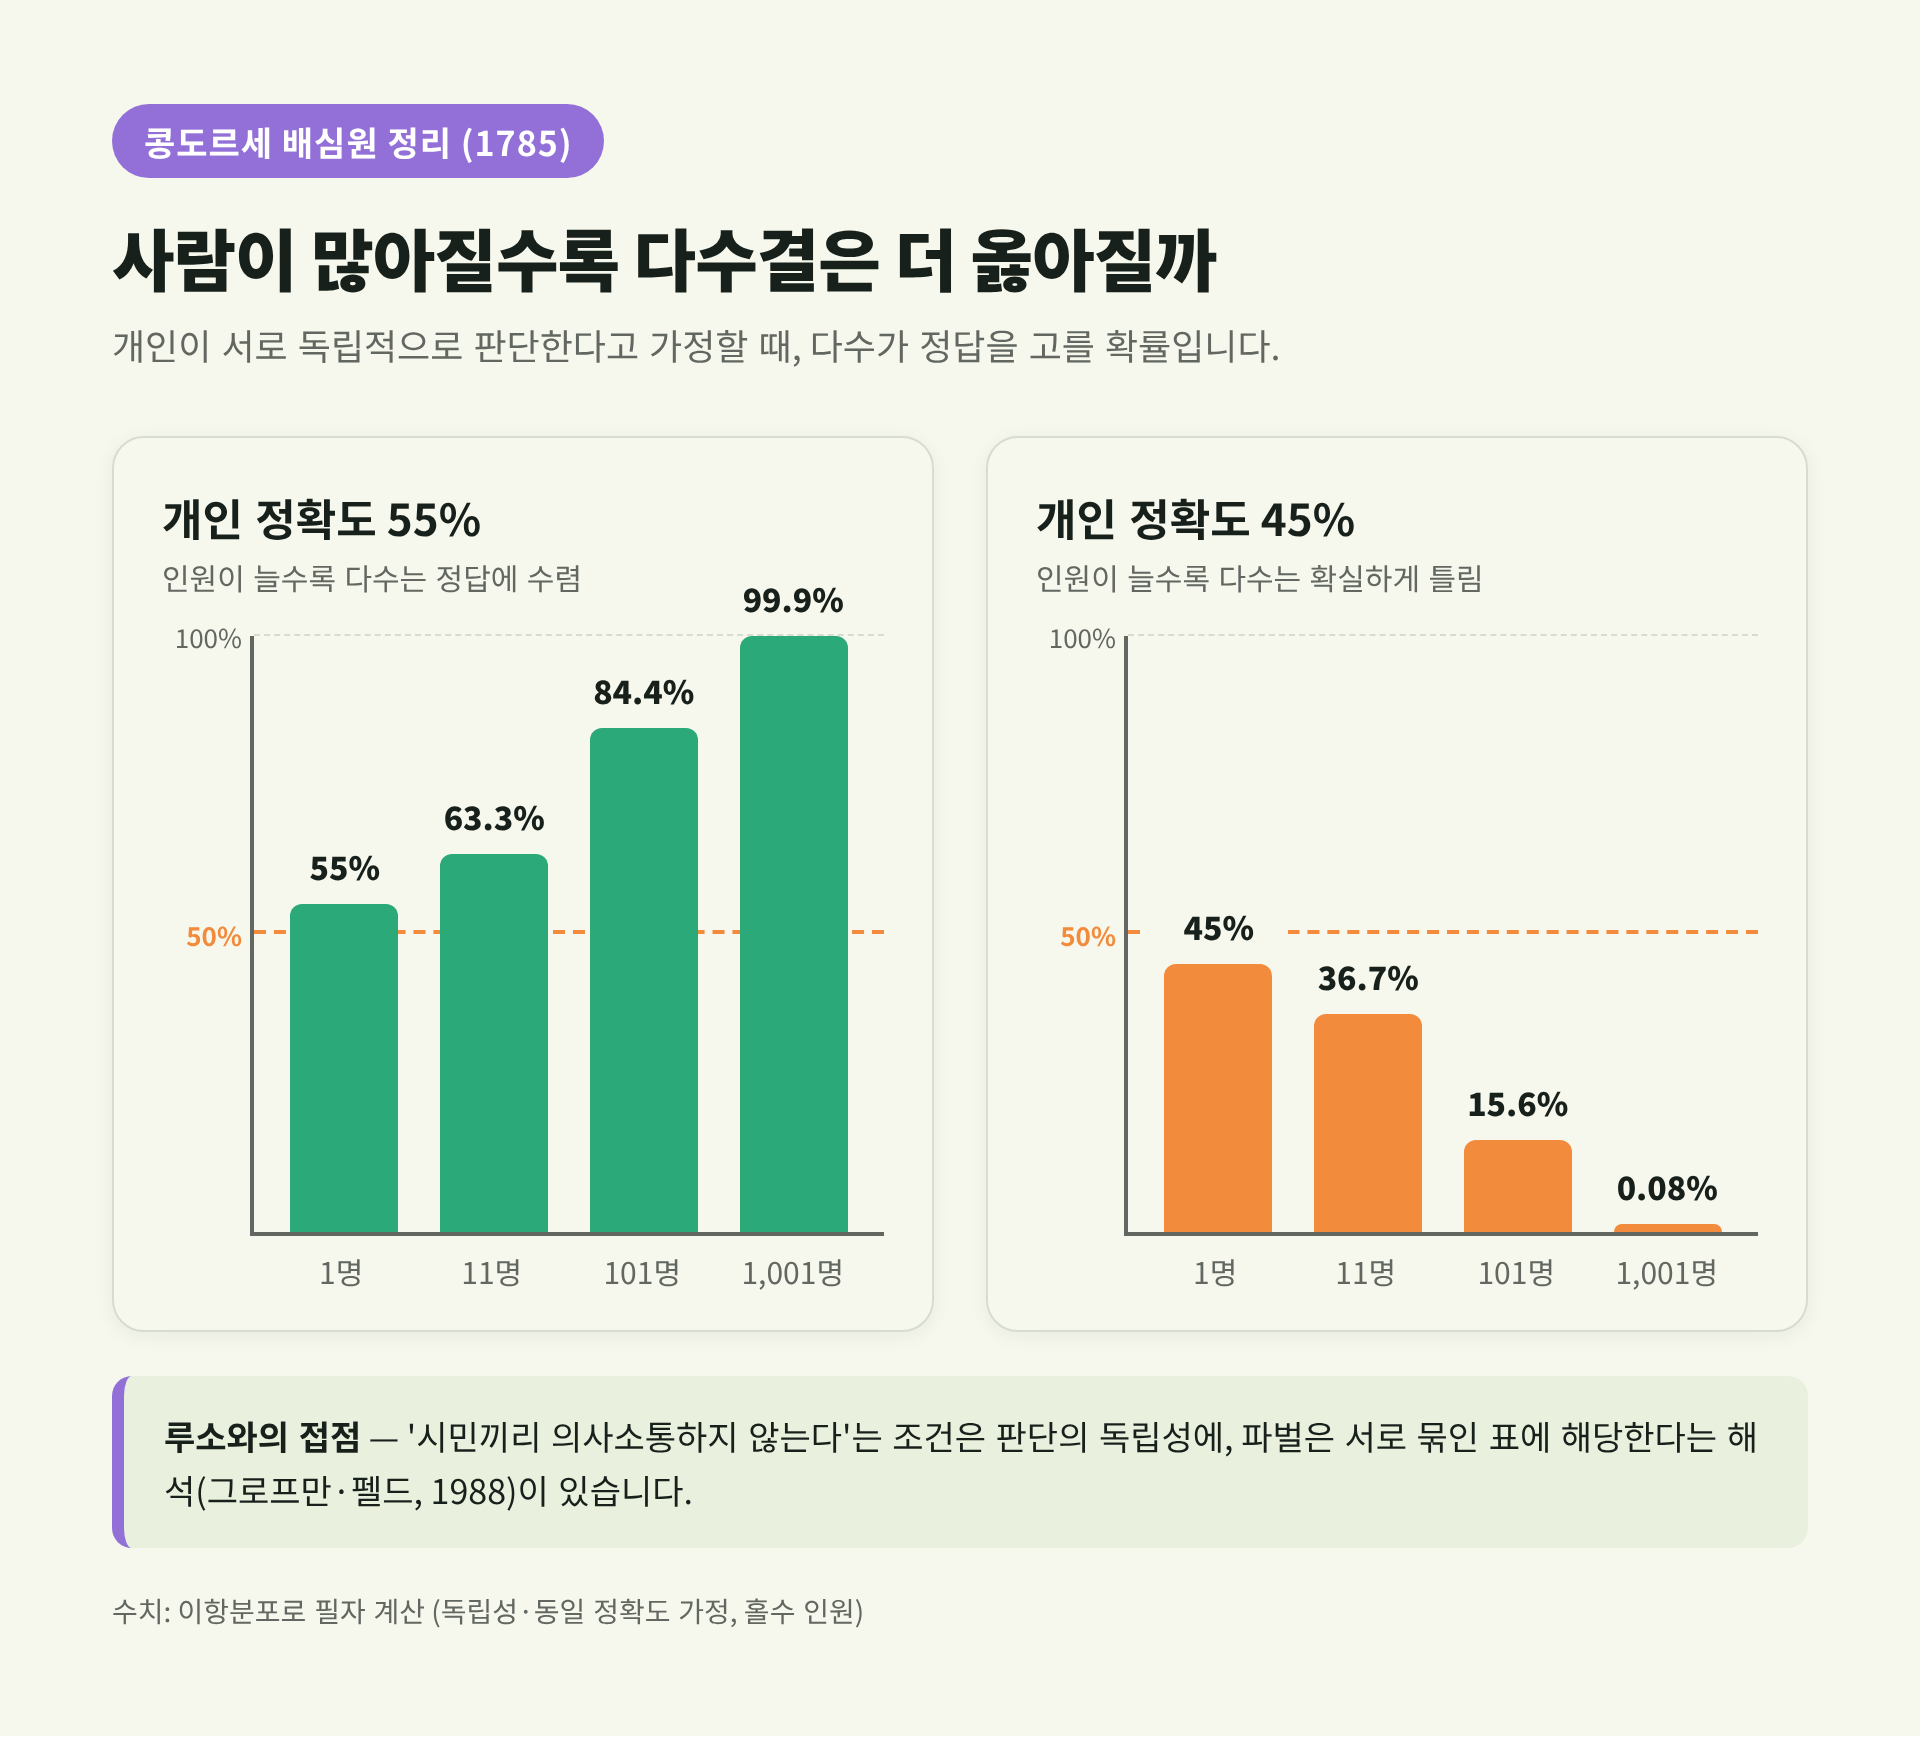 콩도르세 배심원 정리 (1785)
사람이 많아질수록 다수결은 더 옳아질까
개인이 서로 독립적으로 판단한다고 가정할 때, 다수가 정답을 고를 확률입니다.
개인 정확도 55%
인원이 늘수록 다수는 정답에 수렴
100%
50%
55%
63.3%
84.4%
99.9%
1명
11명
101명
1,001명
개인 정확도 45%
인원이 늘수록 다수는 확실하게 틀림
100%
50%
45%
36.7%
15.6%
0.08%
1명
11명
101명
1,001명
루소와의 접점 — '시민끼리 의사소통하지 않는다'는 조건은 판단의 독립성에, 파벌은 서로 묶인 표에 해당한다는 해
석(그로프만·펠드, 1988)이 있습니다.
수치: 이항분포로 필자 계산 (독립성·동일 정확도 가정, 홀수 인원)